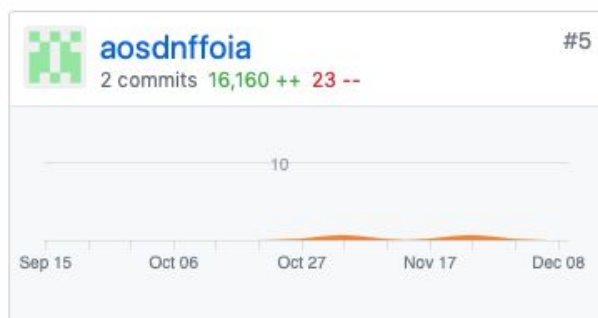 aosdnffoia #5
2 commits 16,160 ++ 23 --
10
Sep 15 Oct 06 Oct 27 Nov 17 Dec 08